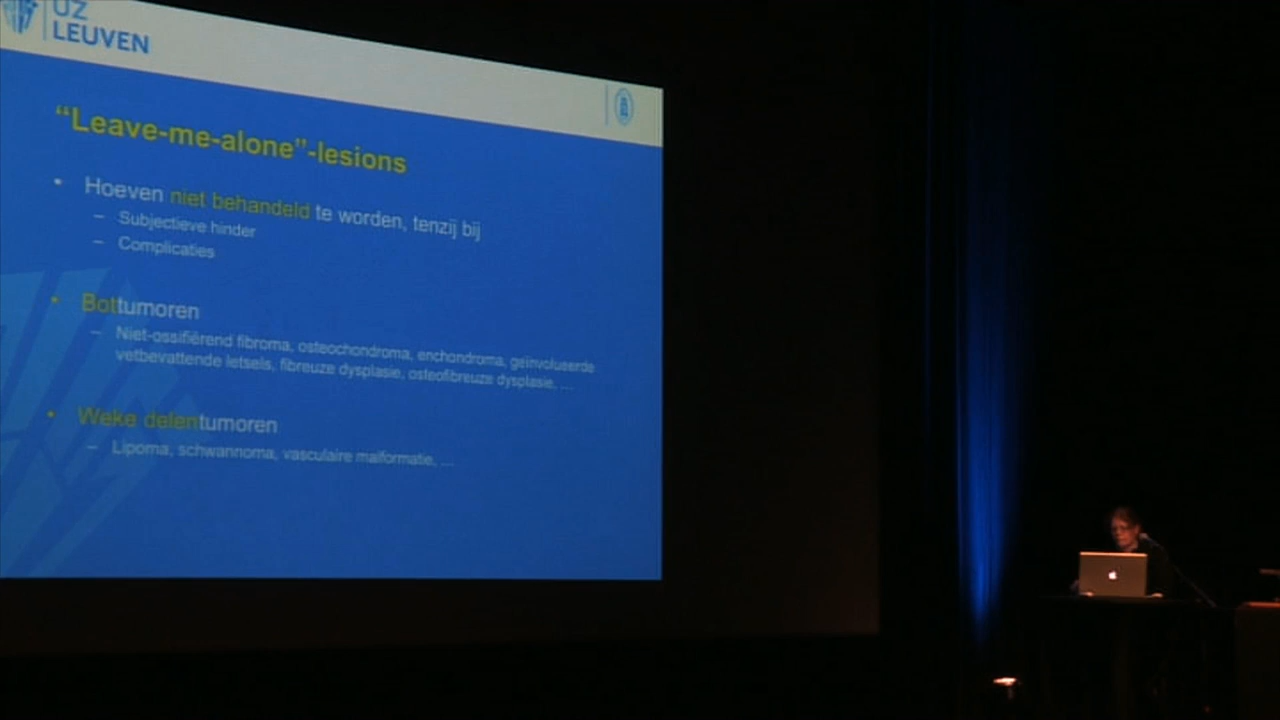 UZ
LEUVEN
“Leave-me-alone”-lesions
• Hoeven niet behandeld te worden, tenzij bij
– Subjectieve hinder
– Complicaties
• Bottumoren
– Niet-ossifiërend fibroma, osteochondroma, enchondroma, geïnvolueerde
vetbevattende letsels, fibreuze dysplasie, osteofibreuze dysplasie, ...
• Weke delentumoren
– Lipoma, schwannoma, vasculaire malformatie, ...